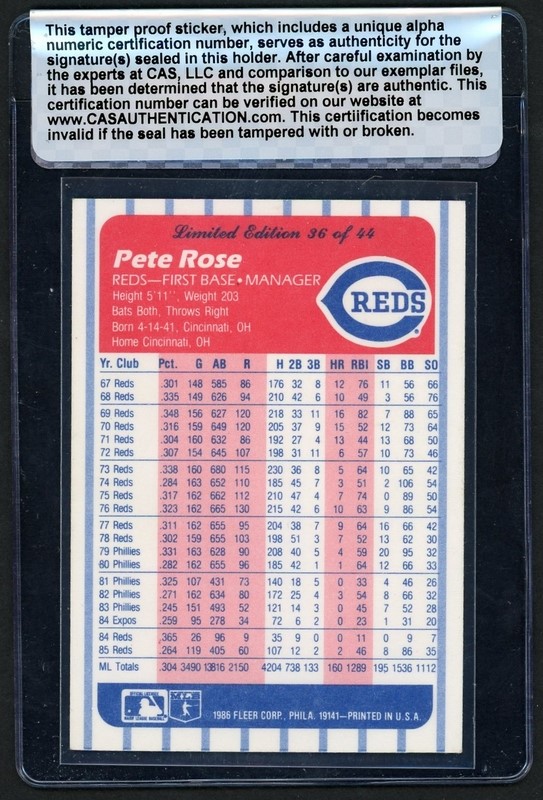 This tamper proof sticker, which includes a unique alpha
numeric certification number, serves as authenticity for the
signature(s) sealed in this holder. After careful examination by
the experts at CAS, LLC and comparison to our exemplar files,
it has been determined that the signature(s) are authentic. This
certification number can be verified on our website at
www.CASAUTHENTICATION.com. This certiification becomes
invalid if the seal has been tampered with or broken.
Limited Edition 36 of 44
Pete Rose
REDS—FIRST BASE•MANAGER
Height 5'11'', Weight 203
Bats Both, Throws Right
Born 4-14-41, Cincinnati, OH
Home Cincinnati, OH
REDS
Yr. Club Pct. G AB R H 2B 3B HR RBI SB BB SO
67 Reds .301 148 585 86 176 32 8 12 76 11 56 66
68 Reds .335 149 626 94 210 42 6 10 49 3 56 76
69 Reds .348 156 627 120 218 33 11 16 82 7 88 65
70 Reds .316 159 649 120 205 37 9 15 52 12 73 64
71 Reds .304 160 632 86 192 27 4 13 44 13 68 50
72 Reds .307 154 645 107 198 31 11 6 57 10 73 46
73 Reds .338 160 680 115 230 36 8 5 64 10 65 42
74 Reds .284 163 652 110 185 45 7 3 51 2 106 54
75 Reds .317 162 662 112 210 47 4 7 74 0 89 50
76 Reds .323 162 665 130 215 42 6 10 63 9 86 54
77 Reds .311 162 655 95 204 38 7 9 64 16 66 42
78 Reds .302 159 655 103 198 51 3 7 52 13 62 30
79 Phillies .331 163 628 90 208 40 5 4 59 20 95 32
80 Phillies .282 162 655 96 185 42 1 1 64 12 66 33
81 Phillies .325 107 431 73 140 18 5 0 33 4 46 26
82 Phillies .271 162 634 80 172 25 4 3 54 8 66 32
83 Phillies .245 151 493 52 121 14 3 0 45 7 52 28
84 Expos .259 95 278 34 72 6 2 0 23 1 31 20
84 Reds .365 26 96 9 35 9 0 0 11 0 9 7
85 Reds .264 119 405 60 107 12 2 2 46 8 86 35
ML Totals .304 3490 13816 2150 4204 738 133 160 1289 195 1536 1112
1986 FLEER CORP., PHILA. 19141—PRINTED IN U.S.A.